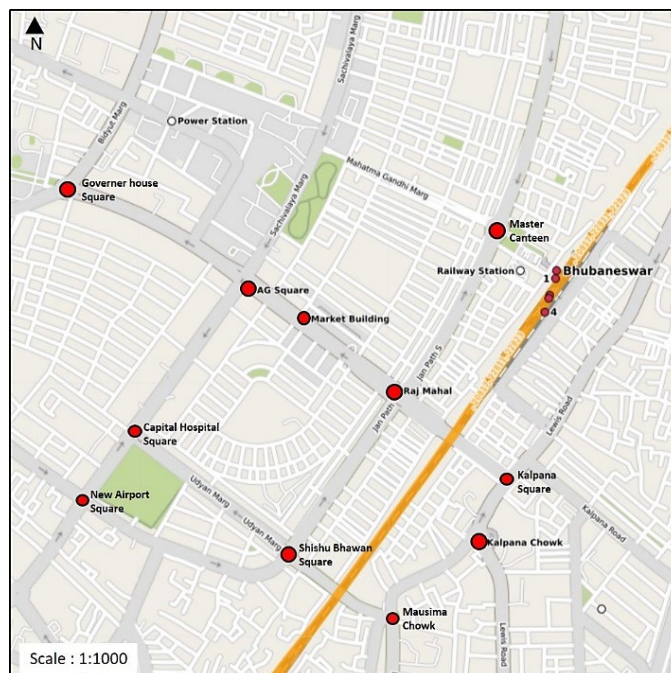 N
Sachivalaya Marg
Bidyut Marg
Power Station
Mahatma Gandhi Marg
Governer house
Square
Sachivalaya Marg
Master
Canteen
Railway Station
Bhubaneswar
1
4
AG Square
Market Building
Jan Path S
Raj Mahal
Jan Path
Lewis Road
Capital Hospital
Square
Udyan Marg
Kalpana
Square
New Airport
Square
Udyan Marg
Kalpana Road
Kalpana Chowk
Shishu Bhawan
Square
Mausima
Chowk
Lewis Road
Scale : 1:1000